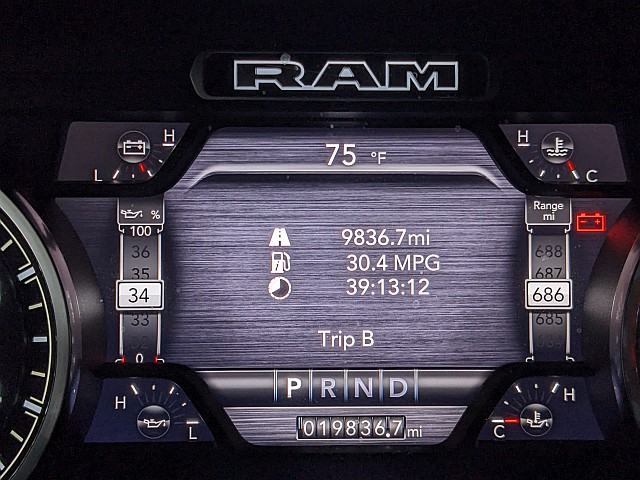 RAM
H
L
75 °F
H
C
%
100
36
35
34
33
0
9836.7mi
30.4 MPG
39:13:12
Trip B
Range
mi
688
687
686
685
H
L
P R N D
019836.7 mi
H
C